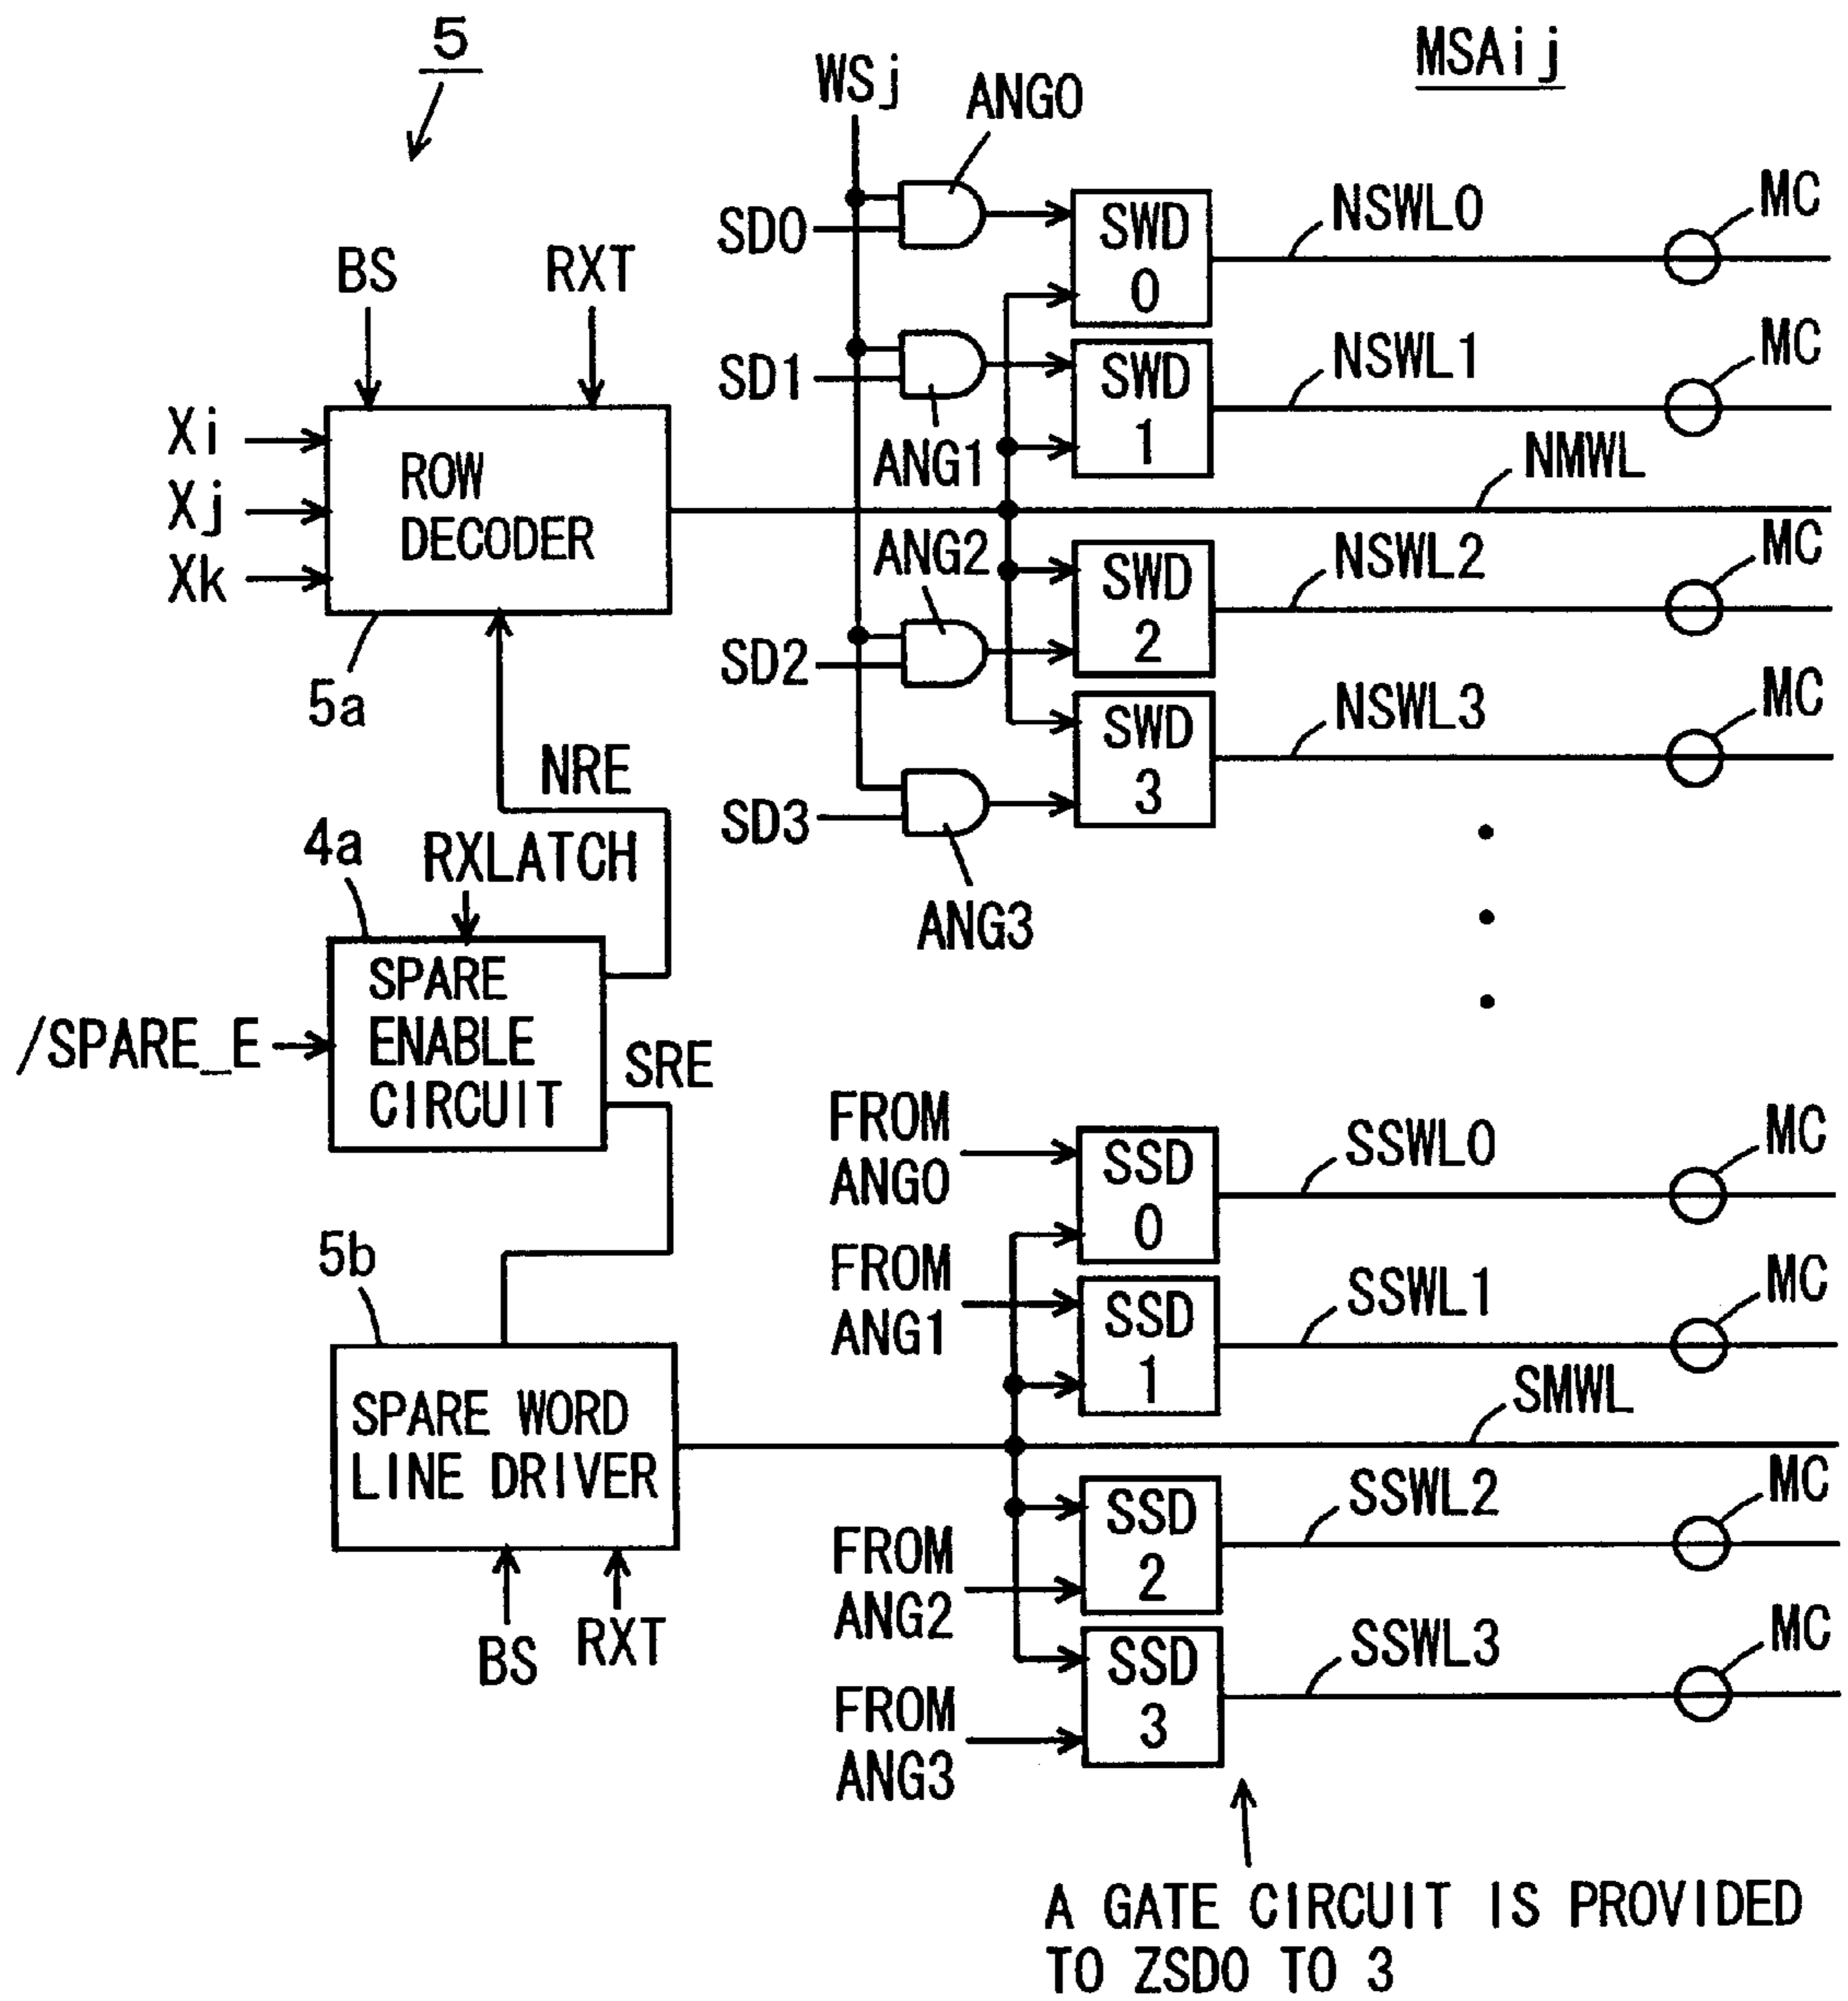 5
MSAij
WSj
ANG0
SD0
SWD
0
NSWL0
MC
BS
RXT
SD1
SWD
1
NSWL1
MC
ANG1
Xi
Xj
Xk
ROW
DECODER
NMWL
ANG2
SD2
SWD
2
NSWL2
MC
5a
SD3
SWD
3
NSWL3
MC
ANG3
NRE
4a
RXLATCH
/SPARE_E
SPARE
ENABLE
CIRCUIT
SRE
FROM
ANG0
SSD
0
SSWL0
MC
5b
FROM
ANG1
SSD
1
SSWL1
MC
SPARE WORD
LINE DRIVER
SMWL
FROM
ANG2
SSD
2
SSWL2
MC
BS
RXT
FROM
ANG3
SSD
3
SSWL3
MC
A GATE CIRCUIT IS PROVIDED
TO ZSD0 TO 3